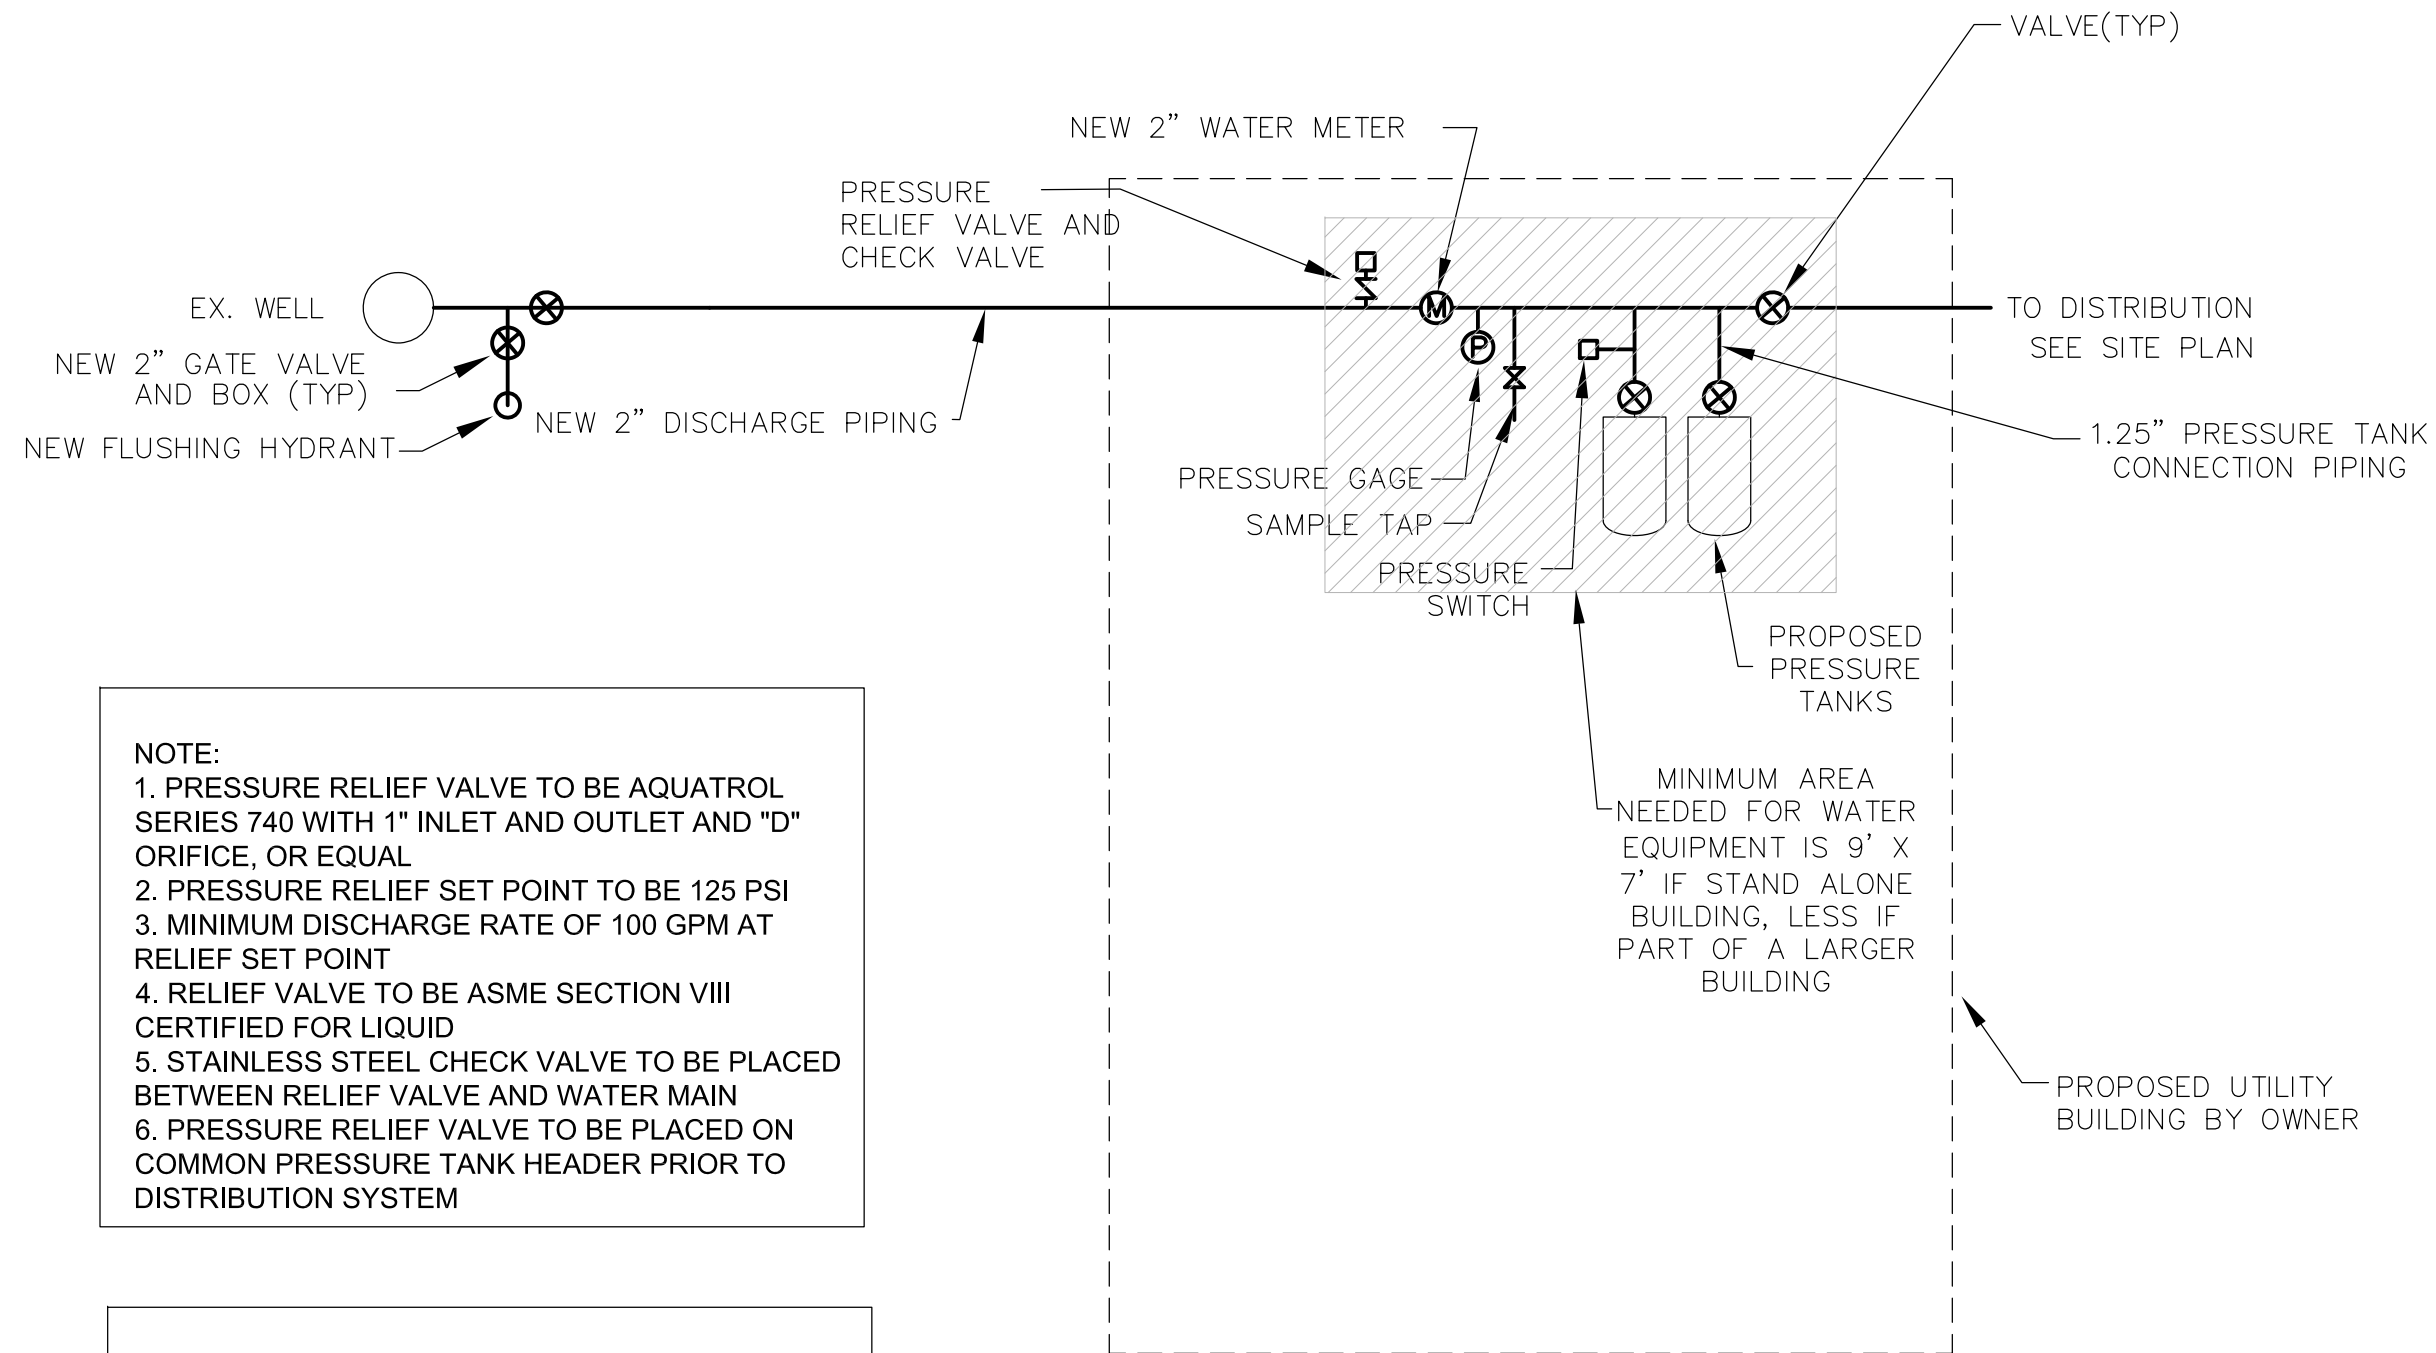 VALVE(TYP)
NEW 2” WATER METER
PRESSURE
RELIEF VALVE AND
CHECK VALVE
EX. WELL
NEW 2” GATE VALVE
AND BOX (TYP)
NEW FLUSHING HYDRANT
NEW 2” DISCHARGE PIPING
M
P
TO DISTRIBUTION
SEE SITE PLAN
1.25” PRESSURE TANK
CONNECTION PIPING
PRESSURE GAGE
SAMPLE TAP
PRESSURE
SWITCH
PROPOSED
PRESSURE
TANKS
MINIMUM AREA
NEEDED FOR WATER
EQUIPMENT IS 9’ X
7’ IF STAND ALONE
BUILDING, LESS IF
PART OF A LARGER
BUILDING
PROPOSED UTILITY
BUILDING BY OWNER
NOTE:
1. PRESSURE RELIEF VALVE TO BE AQUATROL
SERIES 740 WITH 1" INLET AND OUTLET AND "D"
ORIFICE, OR EQUAL
2. PRESSURE RELIEF SET POINT TO BE 125 PSI
3. MINIMUM DISCHARGE RATE OF 100 GPM AT
RELIEF SET POINT
4. RELIEF VALVE TO BE ASME SECTION VIII
CERTIFIED FOR LIQUID
5. STAINLESS STEEL CHECK VALVE TO BE PLACED
BETWEEN RELIEF VALVE AND WATER MAIN
6. PRESSURE RELIEF VALVE TO BE PLACED ON
COMMON PRESSURE TANK HEADER PRIOR TO
DISTRIBUTION SYSTEM